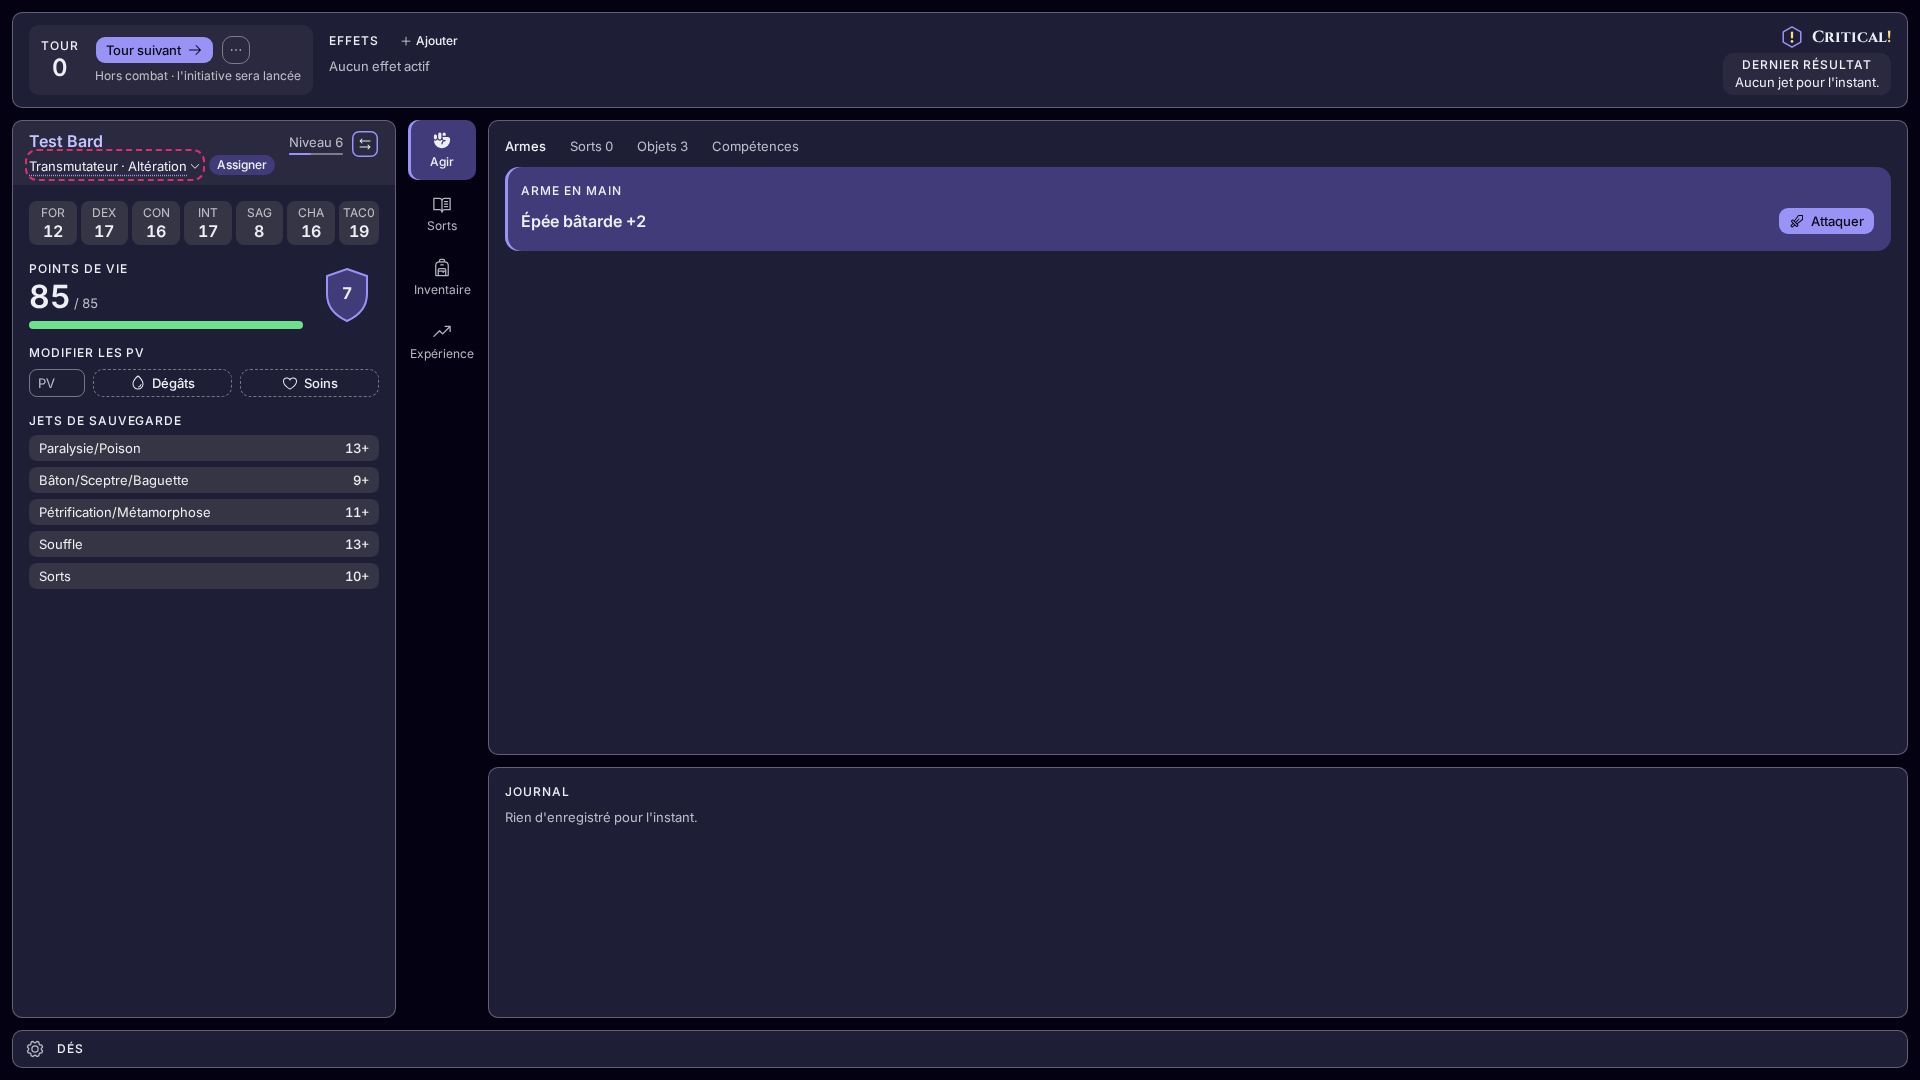 TOUR
0
Tour suivant
Hors combat · l'initiative sera lancée
EFFETS
Ajouter
Aucun effet actif
CRITICAL!
DERNIER RÉSULTAT
Aucun jet pour l'instant.
Test Bard
Niveau 6
Transmutateur · Altération
Assigner
FOR
12
DEX
17
CON
16
INT
17
SAG
8
CHA
16
TAC0
19
POINTS DE VIE
85 / 85
7
MODIFIER LES PV
PV
Dégâts
Soins
JETS DE SAUVEGARDE
Paralysie/Poison 13+
Bâton/Sceptre/Baguette 9+
Pétrification/Métamorphose 11+
Souffle 13+
Sorts 10+
Agir
Sorts
Inventaire
Expérience
Armes Sorts 0 Objets 3 Compétences
ARME EN MAIN
Épée bâtarde +2
Attaquer
JOURNAL
Rien d'enregistré pour l'instant.
DÉS